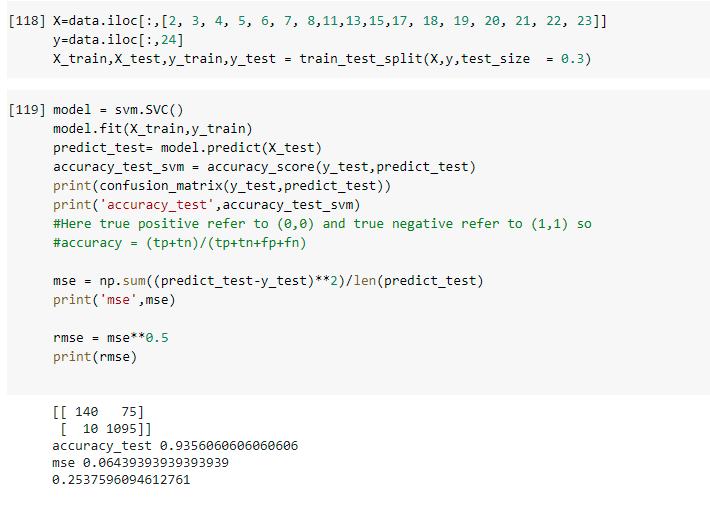 [118] X=data.iloc[:,[2, 3, 4, 5, 6, 7, 8,11,13,15,17, 18, 19, 20, 21, 22, 23]]
y=data.iloc[:,24]
X_train,X_test,y_train,y_test = train_test_split(X,y,test_size  = 0.3)
[119] model = svm.SVC()
model.fit(X_train,y_train)
predict_test= model.predict(X_test)
accuracy_test_svm = accuracy_score(y_test,predict_test)
print(confusion_matrix(y_test,predict_test))
print('accuracy_test',accuracy_test_svm)
#Here true positive refer to (0,0) and true negative refer to (1,1) so
#accuracy = (tp+tn)/(tp+tn+fp+fn)
mse = np.sum((predict_test-y_test)**2)/len(predict_test)
print('mse',mse)
rmse = mse**0.5
print(rmse)
[[ 140   75]
[  10 1095]]
accuracy_test 0.9356060606060606
mse 0.06439393939393939
0.2537596094612761